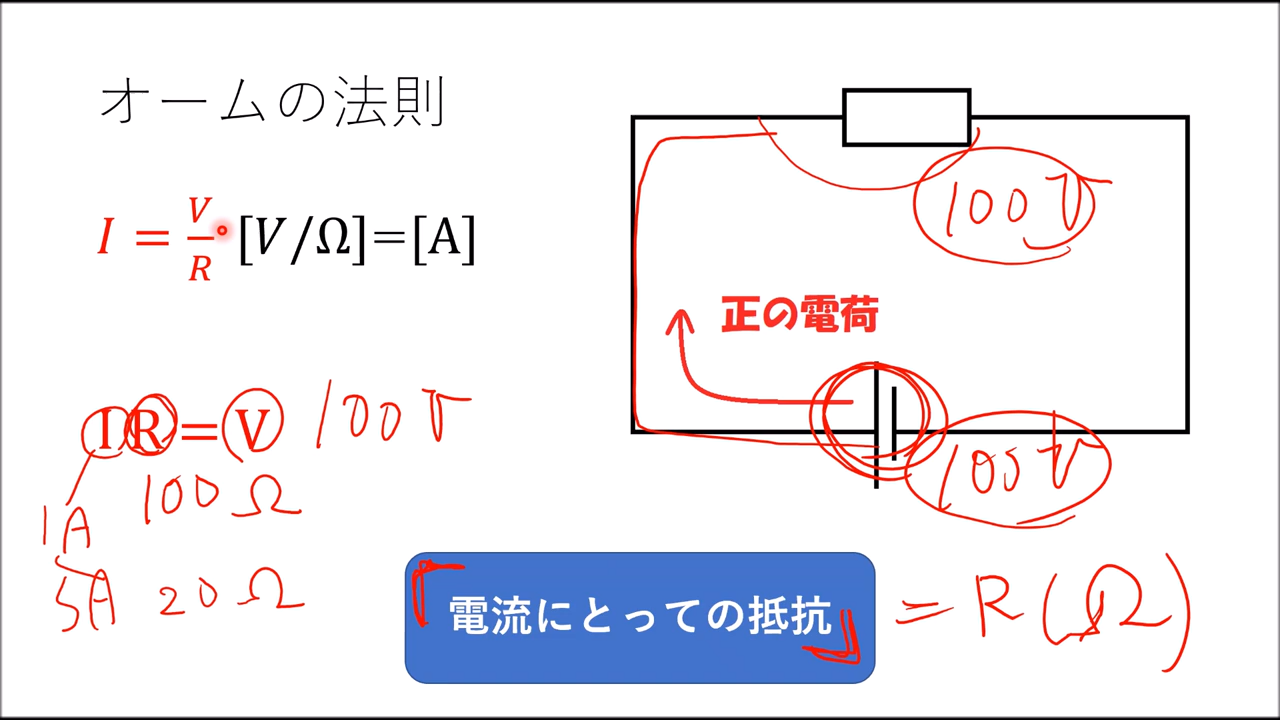 オームの法則
I = V/R [V/Ω]=[A]
100V
正の電荷
IR=V 100V
100Ω
1A
5A 20Ω
100V
『電流にとっての抵抗』 = R(Ω)